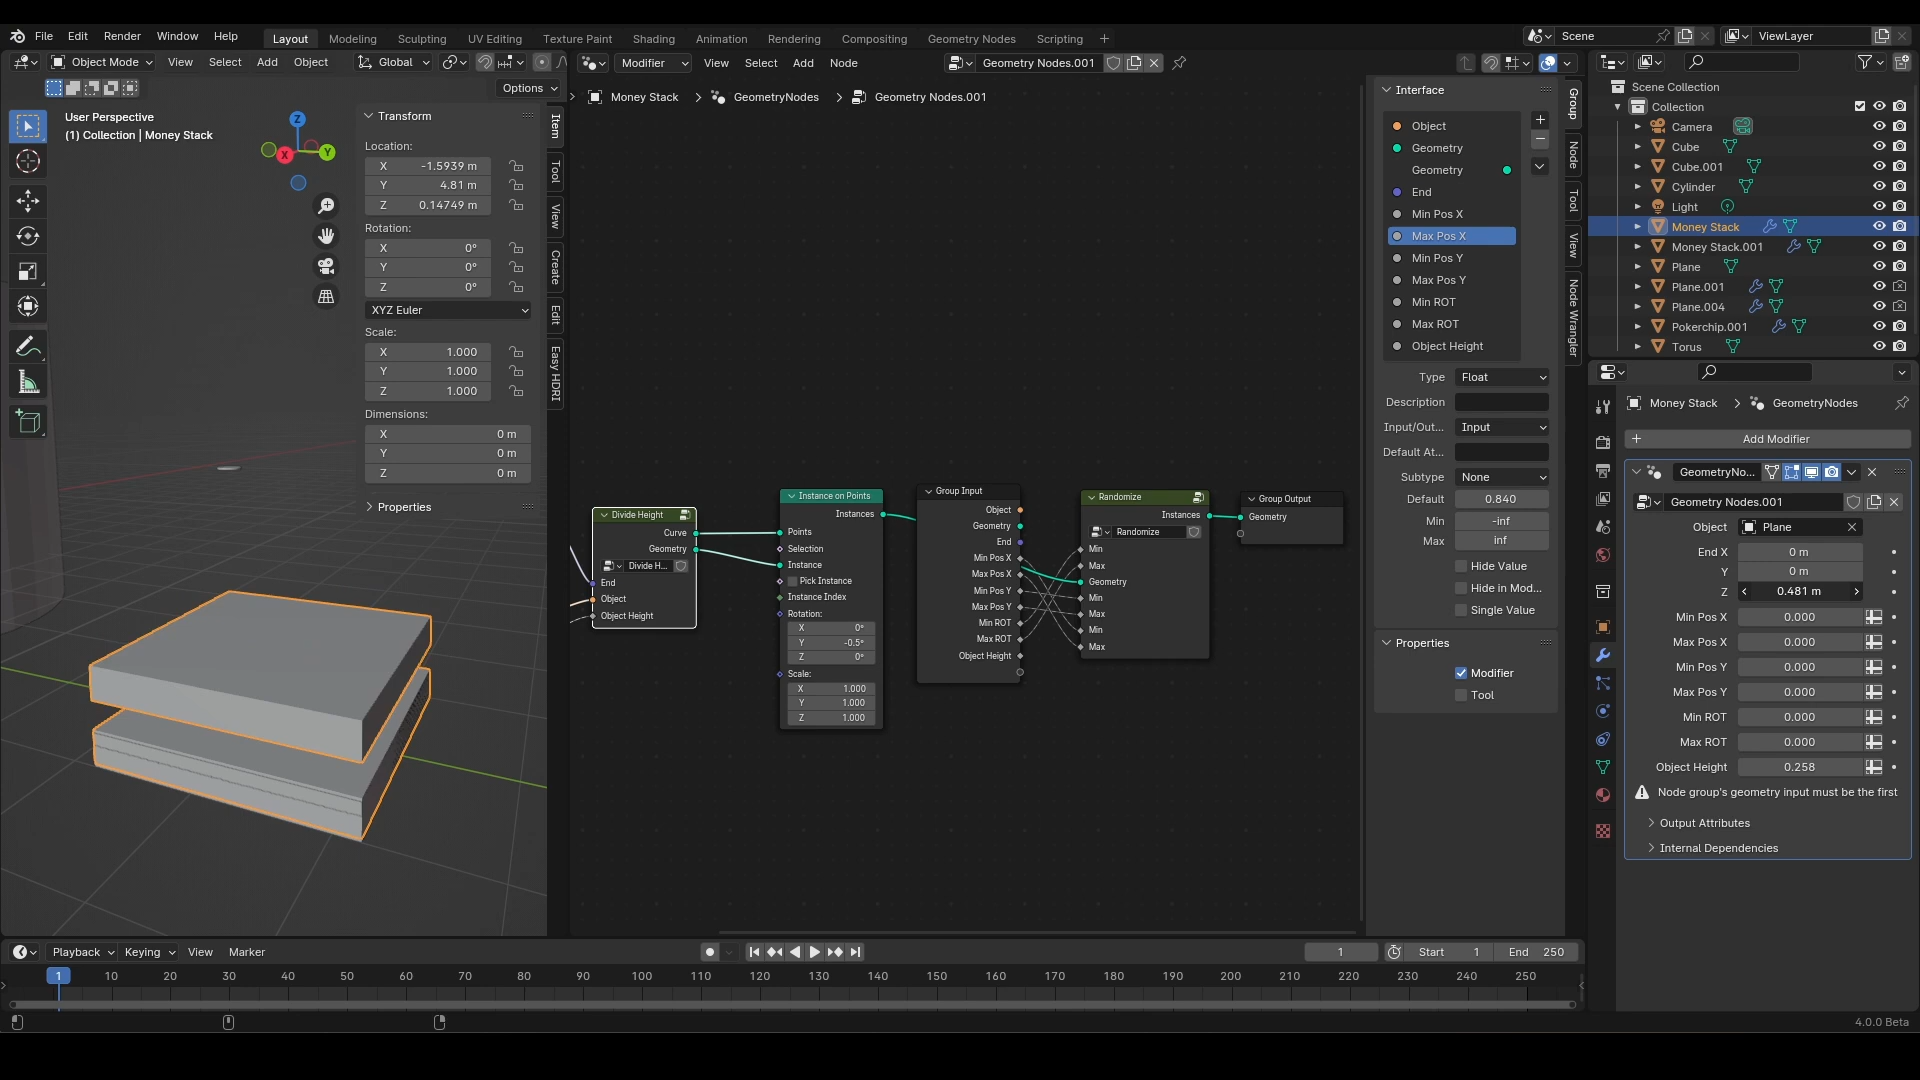 File Edit Render Window Help Layout Modeling Sculpting UV Editing Texture Paint Shading Animation Rendering Compositing Geometry Nodes Scripting + Scene ViewLayer
Object Mode View Select Add Object Global Modifier View Select Add Node Geometry Nodes.001
Options
Money Stack > GeometryNodes > Geometry Nodes.001
User Perspective
(1) Collection | Money Stack
Z
X
Y
Transform
Location:
X -1.5939 m
Y 4.81 m
Z 0.14749 m
Rotation:
X 0°
Y 0°
Z 0°
XYZ Euler
Scale:
X 1.000
Y 1.000
Z 1.000
Dimensions:
X 0 m
Y 0 m
Z 0 m
Properties
Item
Tool
View
Create
Edit
Easy HDRI
Divide Height
Curve
Geometry
Divide H...
End
Object
Object Height
Instance on Points
Instances
Points
Selection
Instance
Pick Instance
Instance Index
Rotation:
X 0°
Y -0.5°
Z 0°
Scale:
X 1.000
Y 1.000
Z 1.000
Group Input
Object
Geometry
End
Min Pos X
Max Pos X
Min Pos Y
Max Pos Y
Min ROT
Max ROT
Object Height
Randomize
Instances
Randomize
Min
Max
Geometry
Min
Max
Min
Max
Group Output
Geometry
Interface
Object
Geometry
Geometry
End
Min Pos X
Max Pos X
Min Pos Y
Max Pos Y
Min ROT
Max ROT
Object Height
Type Float
Description
Input/Out... Input
Default At...
Subtype None
Default 0.840
Min -inf
Max inf
Hide Value
Hide in Mod...
Single Value
Properties
Modifier
Tool
Group
Node
Tool
View
Node Wrangler
Scene Collection
Collection
Camera
Cube
Cube.001
Cylinder
Light
Money Stack
Money Stack.001
Plane
Plane.001
Plane.004
Pokerchip.001
Torus
Money Stack > GeometryNodes
+ Add Modifier
GeometryNo...
Geometry Nodes.001
Object Plane
End X 0 m
Y 0 m
Z 0.481 m
Min Pos X 0.000
Max Pos X 0.000
Min Pos Y 0.000
Max Pos Y 0.000
Min ROT 0.000
Max ROT 0.000
Object Height 0.258
Node group's geometry input must be the first
Output Attributes
Internal Dependencies
Playback Keying View Marker 1 Start 1 End 250
1 10 20 30 40 50 60 70 80 90 100 110 120 130 140 150 160 170 180 190 200 210 220 230 240 250
4.0.0 Beta